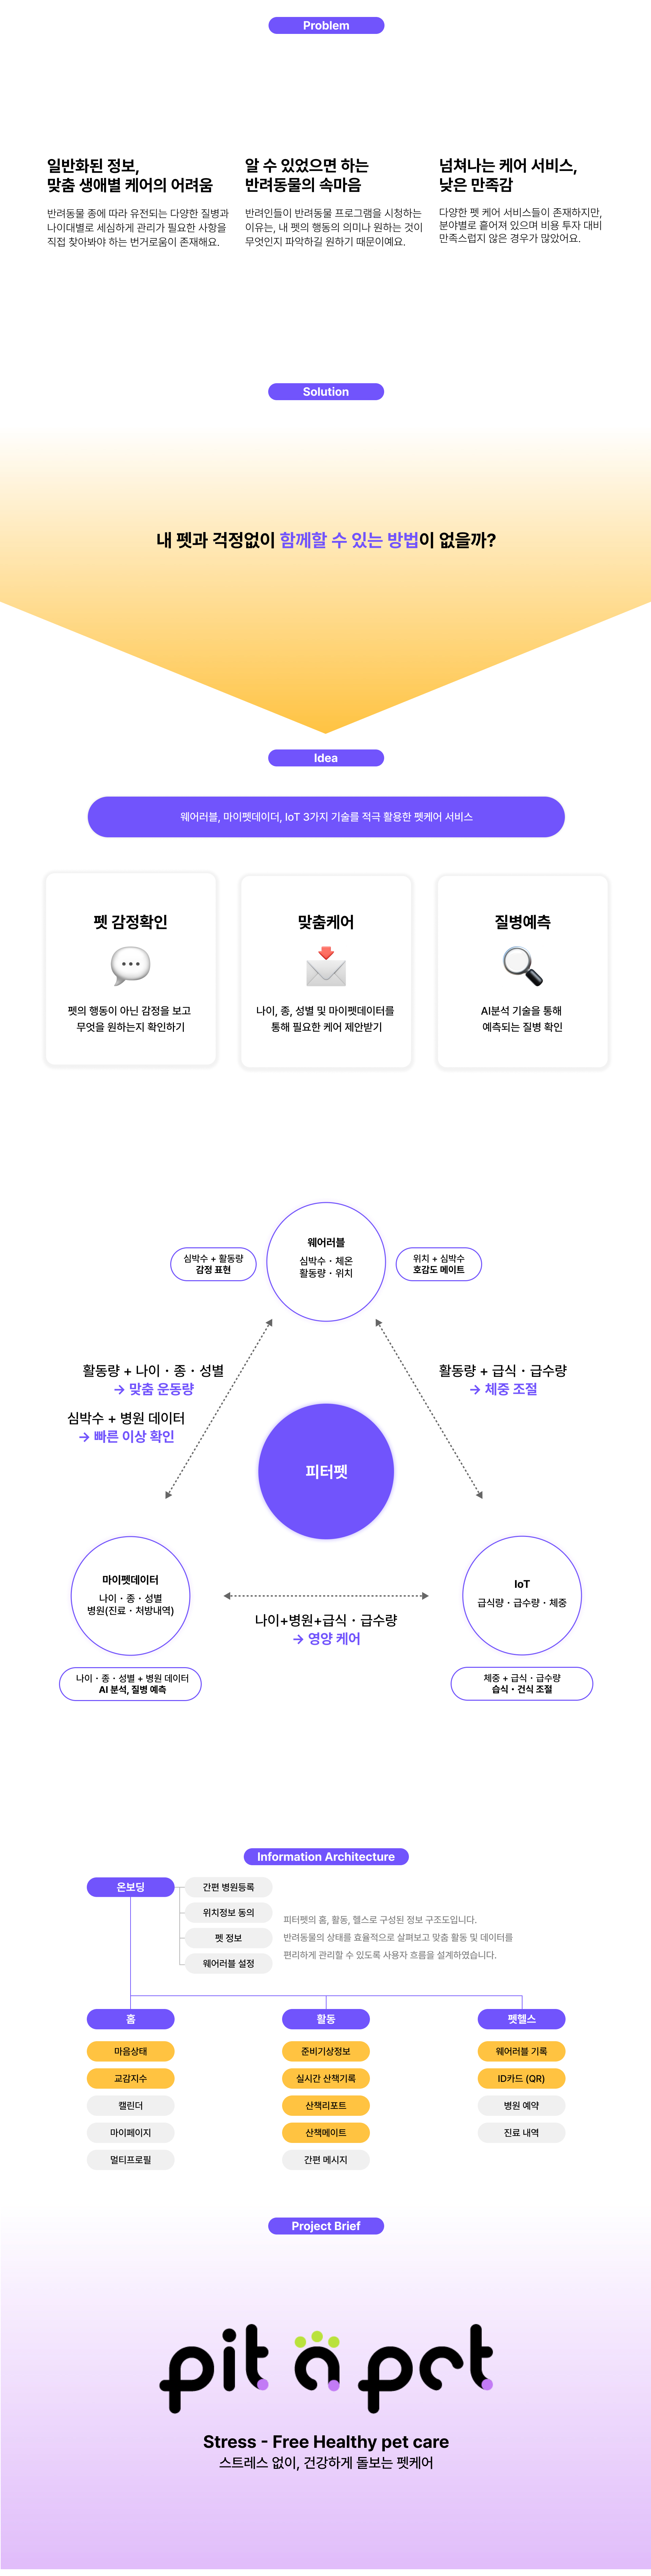 Problem
일반화된 정보,
맞춤 생애별 케어의 어려움
반려동물 종에 따라 유전되는 다양한 질병과
나이대별로 세심하게 관리가 필요한 사항을
직접 찾아봐야 하는 번거로움이 존재해요.
알 수 있었으면 하는
반려동물의 속마음
반려인들이 반려동물 프로그램을 시청하는
이유는, 내 펫의 행동의 의미나 원하는 것이
무엇인지 파악하길 원하기 때문이예요.
넘쳐나는 케어 서비스,
낮은 만족감
다양한 펫 케어 서비스들이 존재하지만,
분야별로 흩어져 있으며 비용 투자 대비
만족스럽지 않은 경우가 많았어요.
Solution
내 펫과 걱정없이 함께할 수 있는 방법이 없을까?
Idea
웨어러블, 마이펫데이더, IoT 3가지 기술를 적극 활용한 펫케어 서비스
펫 감정확인
펫의 행동이 아닌 감정을 보고
무엇을 원하는지 확인하기
맞춤케어
나이, 종, 성별 및 마이펫데이터를
통해 필요한 케어 제안받기
질병예측
AI분석 기술을 통해
예측되는 질병 확인
웨어러블
심박수 · 체온
활동량 · 위치
심박수 + 활동량
감정 표현
위치 + 심박수
호감도 메이트
활동량 + 나이 · 종 · 성별
→ 맞춤 운동량
심박수 + 병원 데이터
→ 빠른 이상 확인
활동량 + 급식 · 급수량
→ 체중 조절
피터펫
마이펫데이터
나이 · 종 · 성별
병원(진료 · 처방내역)
IoT
급식량 · 급수량 · 체중
나이+병원+급식 · 급수량
→ 영양 케어
나이 · 종 · 성별 + 병원 데이터
AI 분석, 질병 예측
체중 + 급식 · 급수량
습식 · 건식 조절
Information Architecture
온보딩
간편 병원등록
위치정보 동의
펫 정보
웨어러블 설정
피터펫의 홈, 활동, 헬스로 구성된 정보 구조도입니다.
반려동물의 상태를 효율적으로 살펴보고 맞춤 활동 및 데이터를
편리하게 관리할 수 있도록 사용자 흐름을 설계하였습니다.
홈
마음상태
교감지수
캘린더
마이페이지
멀티프로필
활동
준비기상정보
실시간 산책기록
산책리포트
산책메이트
간편 메시지
펫헬스
웨어러블 기록
ID카드 (QR)
병원 예약
진료 내역
Project Brief
pit a pet
Stress - Free Healthy pet care
스트레스 없이, 건강하게 돌보는 펫케어